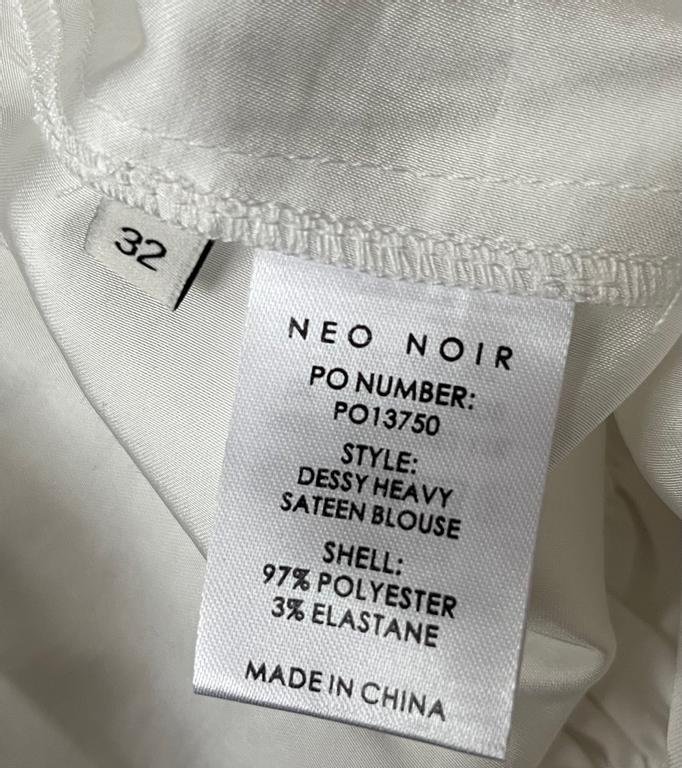 32
NEO NOIR
PO NUMBER:
PO13750
STYLE:
DESSY HEAVY
SATEEN BLOUSE
SHELL:
97% POLYESTER
3% ELASTANE
MADE IN CHINA